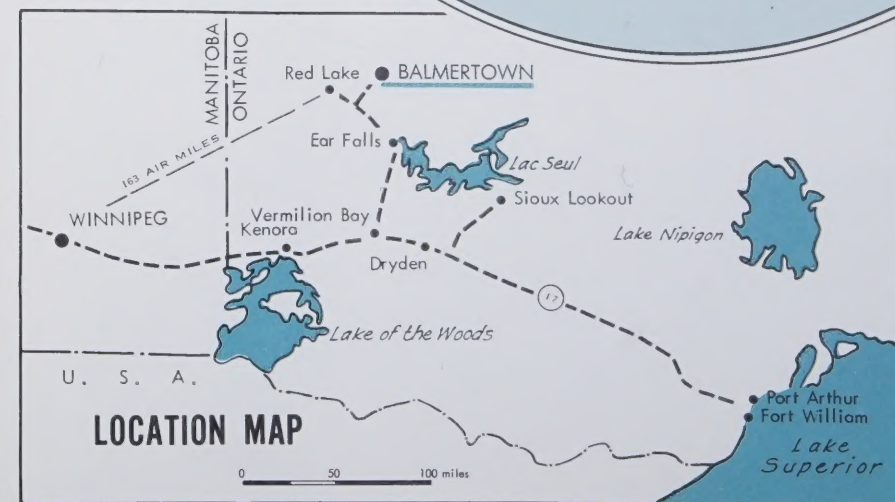 MANITOBA
ONTARIO
Red Lake
BALMERTOWN
163 AIR MILES
Ear Falls
Lac Seul
Sioux Lookout
WINNIPEG
Vermilion Bay
Kenora
Dryden
Lake Nipigon
17
Lake of the Woods
U. S. A.
LOCATION MAP
Port Arthur
Fort William
Lake
Superior
0 50 100 miles